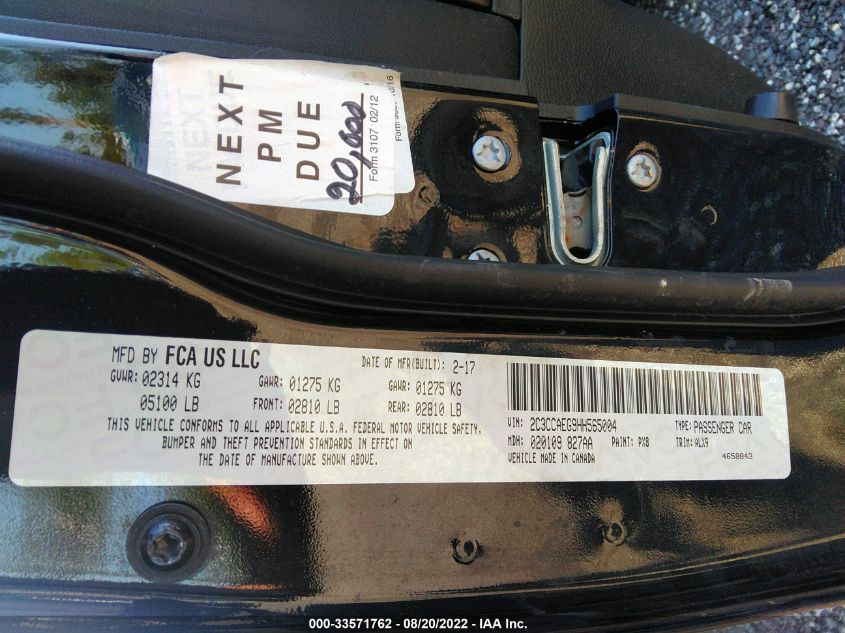 NEXT
PM
DUE
20,000
Form 3107 02/12
MFD BY FCA US LLC
DATE OF MFR(BUILT): 2-17
GVWR: 02314 KG
GAWR: 01275 KG
GAWR: 01275 KG
05100 LB
FRONT: 02810 LB
REAR: 02810 LB
THIS VEHICLE CONFORMS TO ALL APPLICABLE U.S.A. FEDERAL MOTOR VEHICLE SAFETY,
BUMPER AND THEFT PREVENTION STANDARDS IN EFFECT ON
THE DATE OF MANUFACTURE SHOWN ABOVE.
VIN: 2C3CCAEG9HH565004
TYPE: PASSENGER CAR
MDH: 020109 827AA
PAINT: PX8
TRIM: ALX9
VEHICLE MADE IN CANADA
4658843
000-33571762 - 08/20/2022 - IAA Inc.